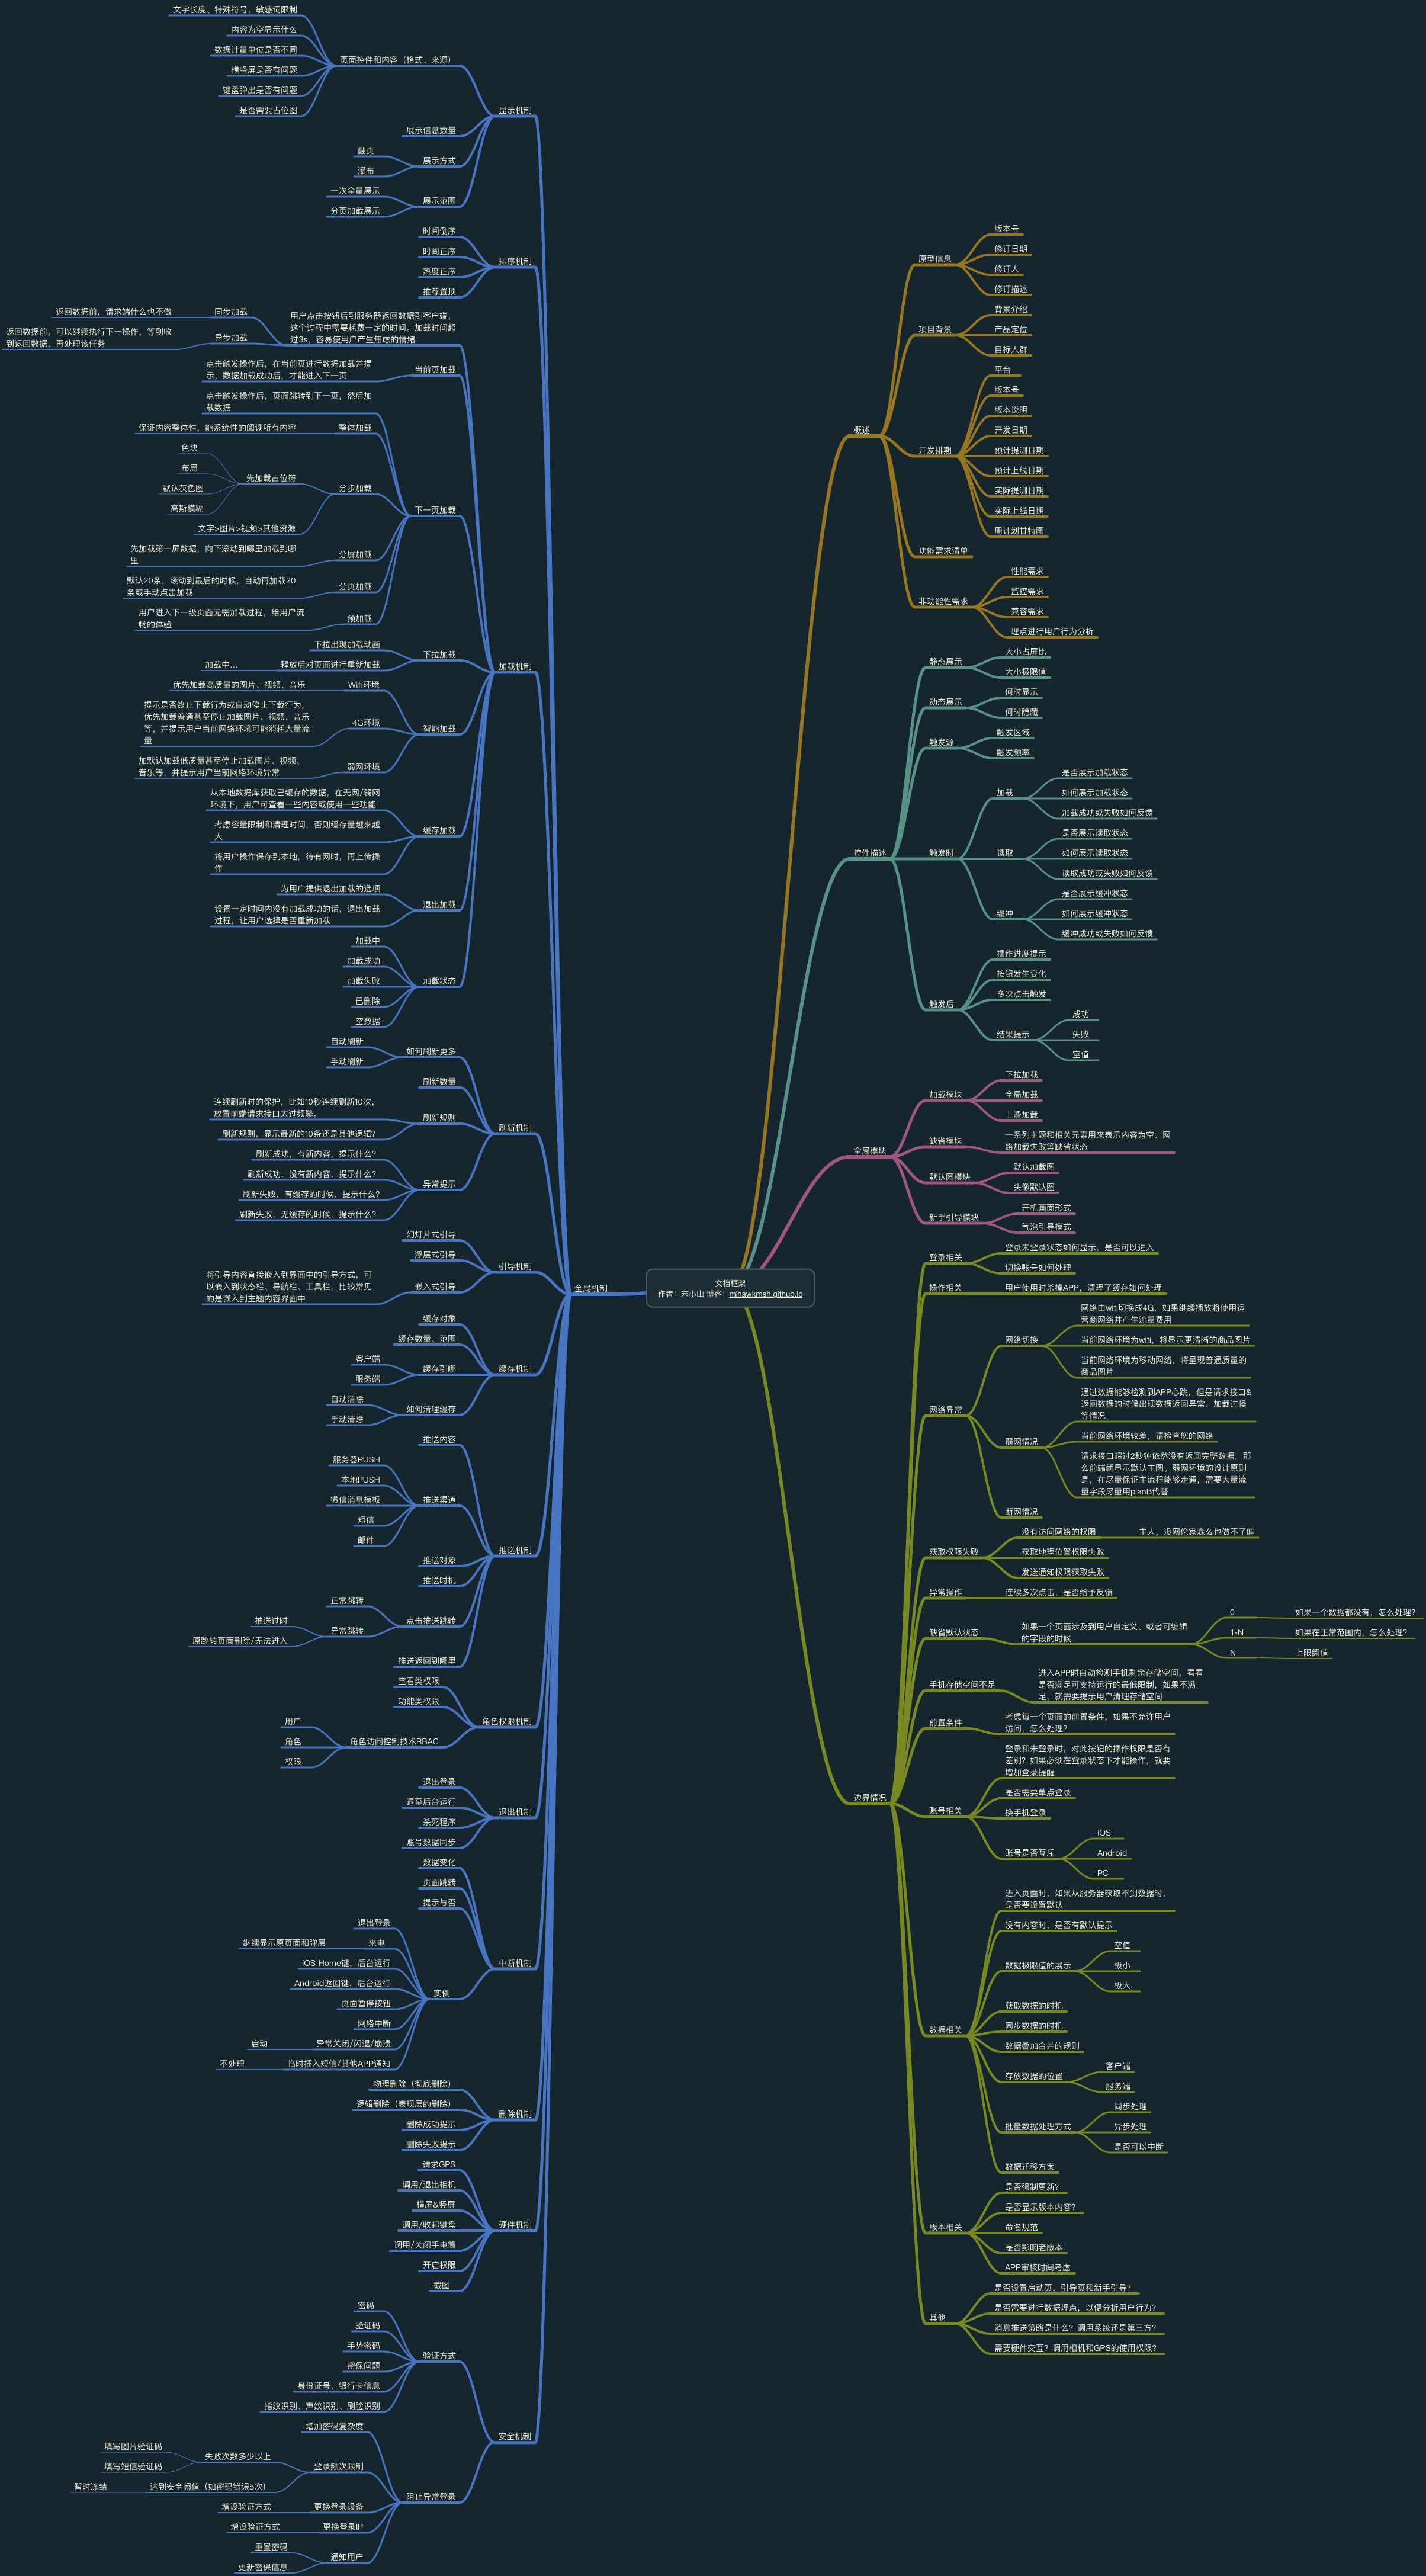 文档框架
作者：末小山 博客：mihawkmah.github.io
概述
原型信息
版本号
修订日期
修订人
修订描述
项目背景
背景介绍
产品定位
目标人群
开发排期
平台
版本号
版本说明
开发日期
预计提测日期
预计上线日期
实际提测日期
实际上线日期
周计划甘特图
功能需求清单
非功能性需求
性能需求
监控需求
兼容需求
埋点进行用户行为分析
控件描述
静态展示
大小占屏比
大小极限值
动态展示
何时显示
何时隐藏
触发源
触发区域
触发频率
触发时
加载
是否展示加载状态
如何展示加载状态
加载成功或失败如何反馈
读取
是否展示读取状态
如何展示读取状态
读取成功或失败如何反馈
缓冲
是否展示缓冲状态
如何展示缓冲状态
缓冲成功或失败如何反馈
触发后
操作进度提示
按钮发生变化
多次点击触发
结果提示
成功
失败
空值
全局模块
加载模块
下拉加载
全局加载
上滑加载
缺省模块
一系列主题和相关元素用来表示内容为空、网
络加载失败等缺省状态
默认图模块
默认加载图
头像默认图
新手引导模块
开机画面形式
气泡引导模式
边界情况
登录相关
登录未登录状态如何显示，是否可以进入
切换账号如何处理
操作相关
用户使用时杀掉APP，清理了缓存如何处理
网络异常
网络切换
网络由wifi切换成4G，如果继续播放将使用运
营商网络并产生流量费用
当前网络环境为wifi，将显示更清晰的商品图片
当前网络环境为移动网络，将呈现普通质量的
商品图片
弱网情况
通过数据能够检测到APP心跳，但是请求接口&
返回数据的时候出现数据返回异常、加载过慢
等情况
当前网络环境较差，请检查您的网络
请求接口超过2秒钟依然没有返回完整数据，那
么前端就显示默认主图。弱网环境的设计原则
是，在尽量保证主流程能够走通，需要大量流
量字段尽量用planB代替
断网情况
获取权限失败
没有访问网络的权限
主人，没网伦家森么也做不了哇
获取地理位置权限失败
发送通知权限获取失败
异常操作
连续多次点击，是否给予反馈
缺省默认状态
如果一个页面涉及到用户自定义、或者可编辑
的字段的时候
0
如果一个数据都没有，怎么处理？
1-N
如果在正常范围内，怎么处理？
N
上限阀值
手机存储空间不足
进入APP时自动检测手机剩余存储空间，看看
是否满足可支持运行的最低限制，如果不满
足，就需要提示用户清理存储空间
前置条件
考虑每一个页面的前置条件，如果不允许用户
访问，怎么处理？
账号相关
登录和未登录时，对此按钮的操作权限是否有
差别？如果必须在登录状态下才能操作，就要
增加登录提醒
是否需要单点登录
换手机登录
账号是否互斥
iOS
Android
PC
数据相关
进入页面时，如果从服务器获取不到数据时，
是否要设置默认
没有内容时，是否有默认提示
数据极限值的展示
空值
极小
极大
获取数据的时机
同步数据的时机
数据叠加合并的规则
存放数据的位置
客户端
服务端
批量数据处理方式
同步处理
异步处理
是否可以中断
数据迁移方案
版本相关
是否强制更新？
是否显示版本内容？
命名规范
是否影响老版本
APP审核时间考虑
其他
是否设置启动页，引导页和新手引导？
是否需要进行数据埋点，以便分析用户行为？
消息推送策略是什么？调用系统还是第三方？
需要硬件交互？调用相机和GPS的使用权限？
全局机制
显示机制
页面控件和内容（格式、来源）
文字长度、特殊符号、敏感词限制
内容为空显示什么
数据计量单位是否不同
横竖屏是否有问题
键盘弹出是否有问题
是否需要占位图
展示信息数量
展示方式
翻页
瀑布
展示范围
一次全量展示
分页加载展示
排序机制
时间倒序
时间正序
热度正序
推荐置顶
加载机制
用户点击按钮后到服务器返回数据到客户端，
这个过程中需要耗费一定的时间。加载时间超
过3s，容易使用户产生焦虑的情绪
同步加载
返回数据前，请求端什么也不做
异步加载
返回数据前，可以继续执行下一操作，等到收
到返回数据，再处理该任务
当前页加载
点击触发操作后，在当前页进行数据加载并提
示，数据加载成功后，才能进入下一页
下一页加载
点击触发操作后，页面跳转到下一页，然后加
载数据
整体加载
保证内容整体性，能系统性的阅读所有内容
分步加载
先加载占位符
色块
布局
默认灰色图
高斯模糊
文字>图片>视频>其他资源
分屏加载
先加载第一屏数据，向下滚动到哪里加载到哪
里
分页加载
默认20条，滚动到最后的时候，自动再加载20
条或手动点击加载
预加载
用户进入下一级页面无需加载过程，给用户流
畅的体验
下拉加载
下拉出现加载动画
释放后对页面进行重新加载
加载中...
智能加载
Wifi环境
优先加载高质量的图片、视频、音乐
4G环境
提示是否终止下载行为或自动停止下载行为，
优先加载普通甚至停止加载图片、视频、音乐
等，并提示用户当前网络环境可能消耗大量流
量
弱网环境
加默认加载低质量甚至停止加载图片、视频、
音乐等，并提示用户当前网络环境异常
缓存加载
从本地数据库获取已缓存的数据，在无网/弱网
环境下，用户可查看一些内容或使用一些功能
考虑容量限制和清理时间，否则缓存量越来越
大
将用户操作保存到本地，待有网时，再上传操
作
退出加载
为用户提供退出加载的选项
设置一定时间内没有加载成功的话，退出加载
过程，让用户选择是否重新加载
加载状态
加载中
加载成功
加载失败
已删除
空数据
刷新机制
如何刷新更多
自动刷新
手动刷新
刷新数量
刷新规则
连续刷新时的保护，比如10秒连续刷新10次，
放置前端请求接口太过频繁。
刷新规则，显示最新的10条还是其他逻辑？
异常提示
刷新成功，有新内容，提示什么？
刷新成功，没有新内容，提示什么？
刷新失败，有缓存的时候，提示什么？
刷新失败，无缓存的时候，提示什么？
引导机制
幻灯片式引导
浮层式引导
嵌入式引导
将引导内容直接嵌入到界面中的引导方式，可
以嵌入到状态栏、导航栏、工具栏，比较常见
的是嵌入到主题内容界面中
缓存机制
缓存对象
缓存数量、范围
缓存到哪
客户端
服务端
如何清理缓存
自动清除
手动清除
推送机制
推送内容
推送渠道
服务器PUSH
本地PUSH
微信消息模板
短信
邮件
推送对象
推送时机
点击推送跳转
正常跳转
异常跳转
推送过时
原跳转页面删除/无法进入
推送返回到哪里
角色权限机制
查看类权限
功能类权限
角色访问控制技术RBAC
用户
角色
权限
退出机制
退出登录
退至后台运行
杀死程序
账号数据同步
中断机制
数据变化
页面跳转
提示与否
实例
退出登录
来电
继续显示原页面和弹层
iOS Home键，后台运行
Android返回键，后台运行
页面暂停按钮
网络中断
异常关闭/闪退/崩溃
启动
临时插入短信/其他APP通知
不处理
删除机制
物理删除（彻底删除）
逻辑删除（表现层的删除）
删除成功提示
删除失败提示
硬件机制
请求GPS
调用/退出相机
横屏&竖屏
调用/收起键盘
调用/关闭手电筒
开启权限
截图
安全机制
验证方式
密码
验证码
手势密码
密保问题
身份证号、银行卡信息
指纹识别、声纹识别、刷脸识别
阻止异常登录
增加密码复杂度
登录频次限制
失败次数多少以上
填写图片验证码
填写短信验证码
达到安全阀值（如密码错误5次）
暂时冻结
更换登录设备
增设验证方式
更换登录IP
增设验证方式
通知用户
重置密码
更新密保信息